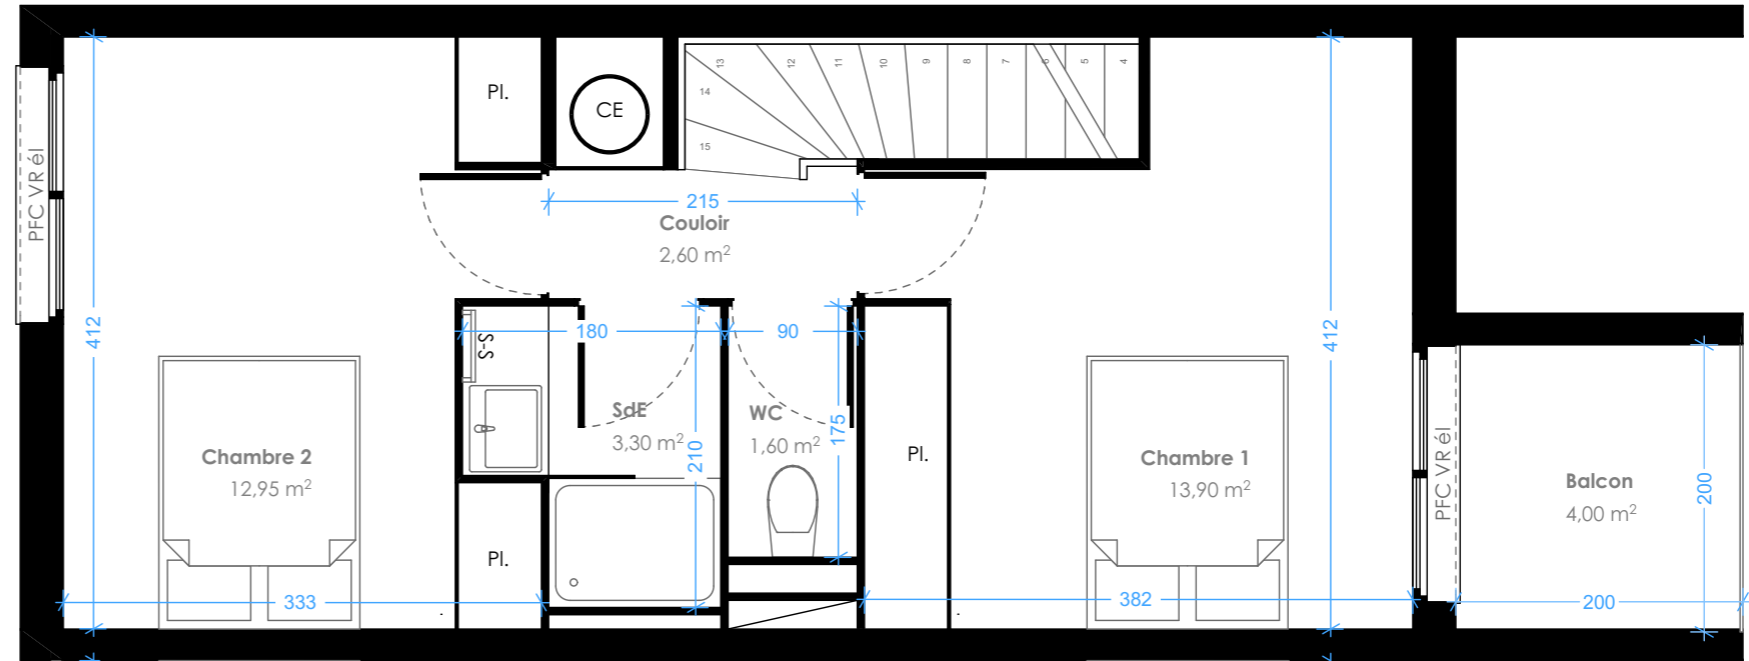 Pl.
CE
13
12
11
10
9
8
7
6
5
4
14
15
PFC VR él
215
Couloir
2,60 m²
412
180
90
412
S-S
SdE
3,30 m²
WC
1,60 m²
175
210
Chambre 2
12,95 m²
Pl.
Chambre 1
13,90 m²
PFC VR él
Balcon
4,00 m²
200
Pl.
333
382
200